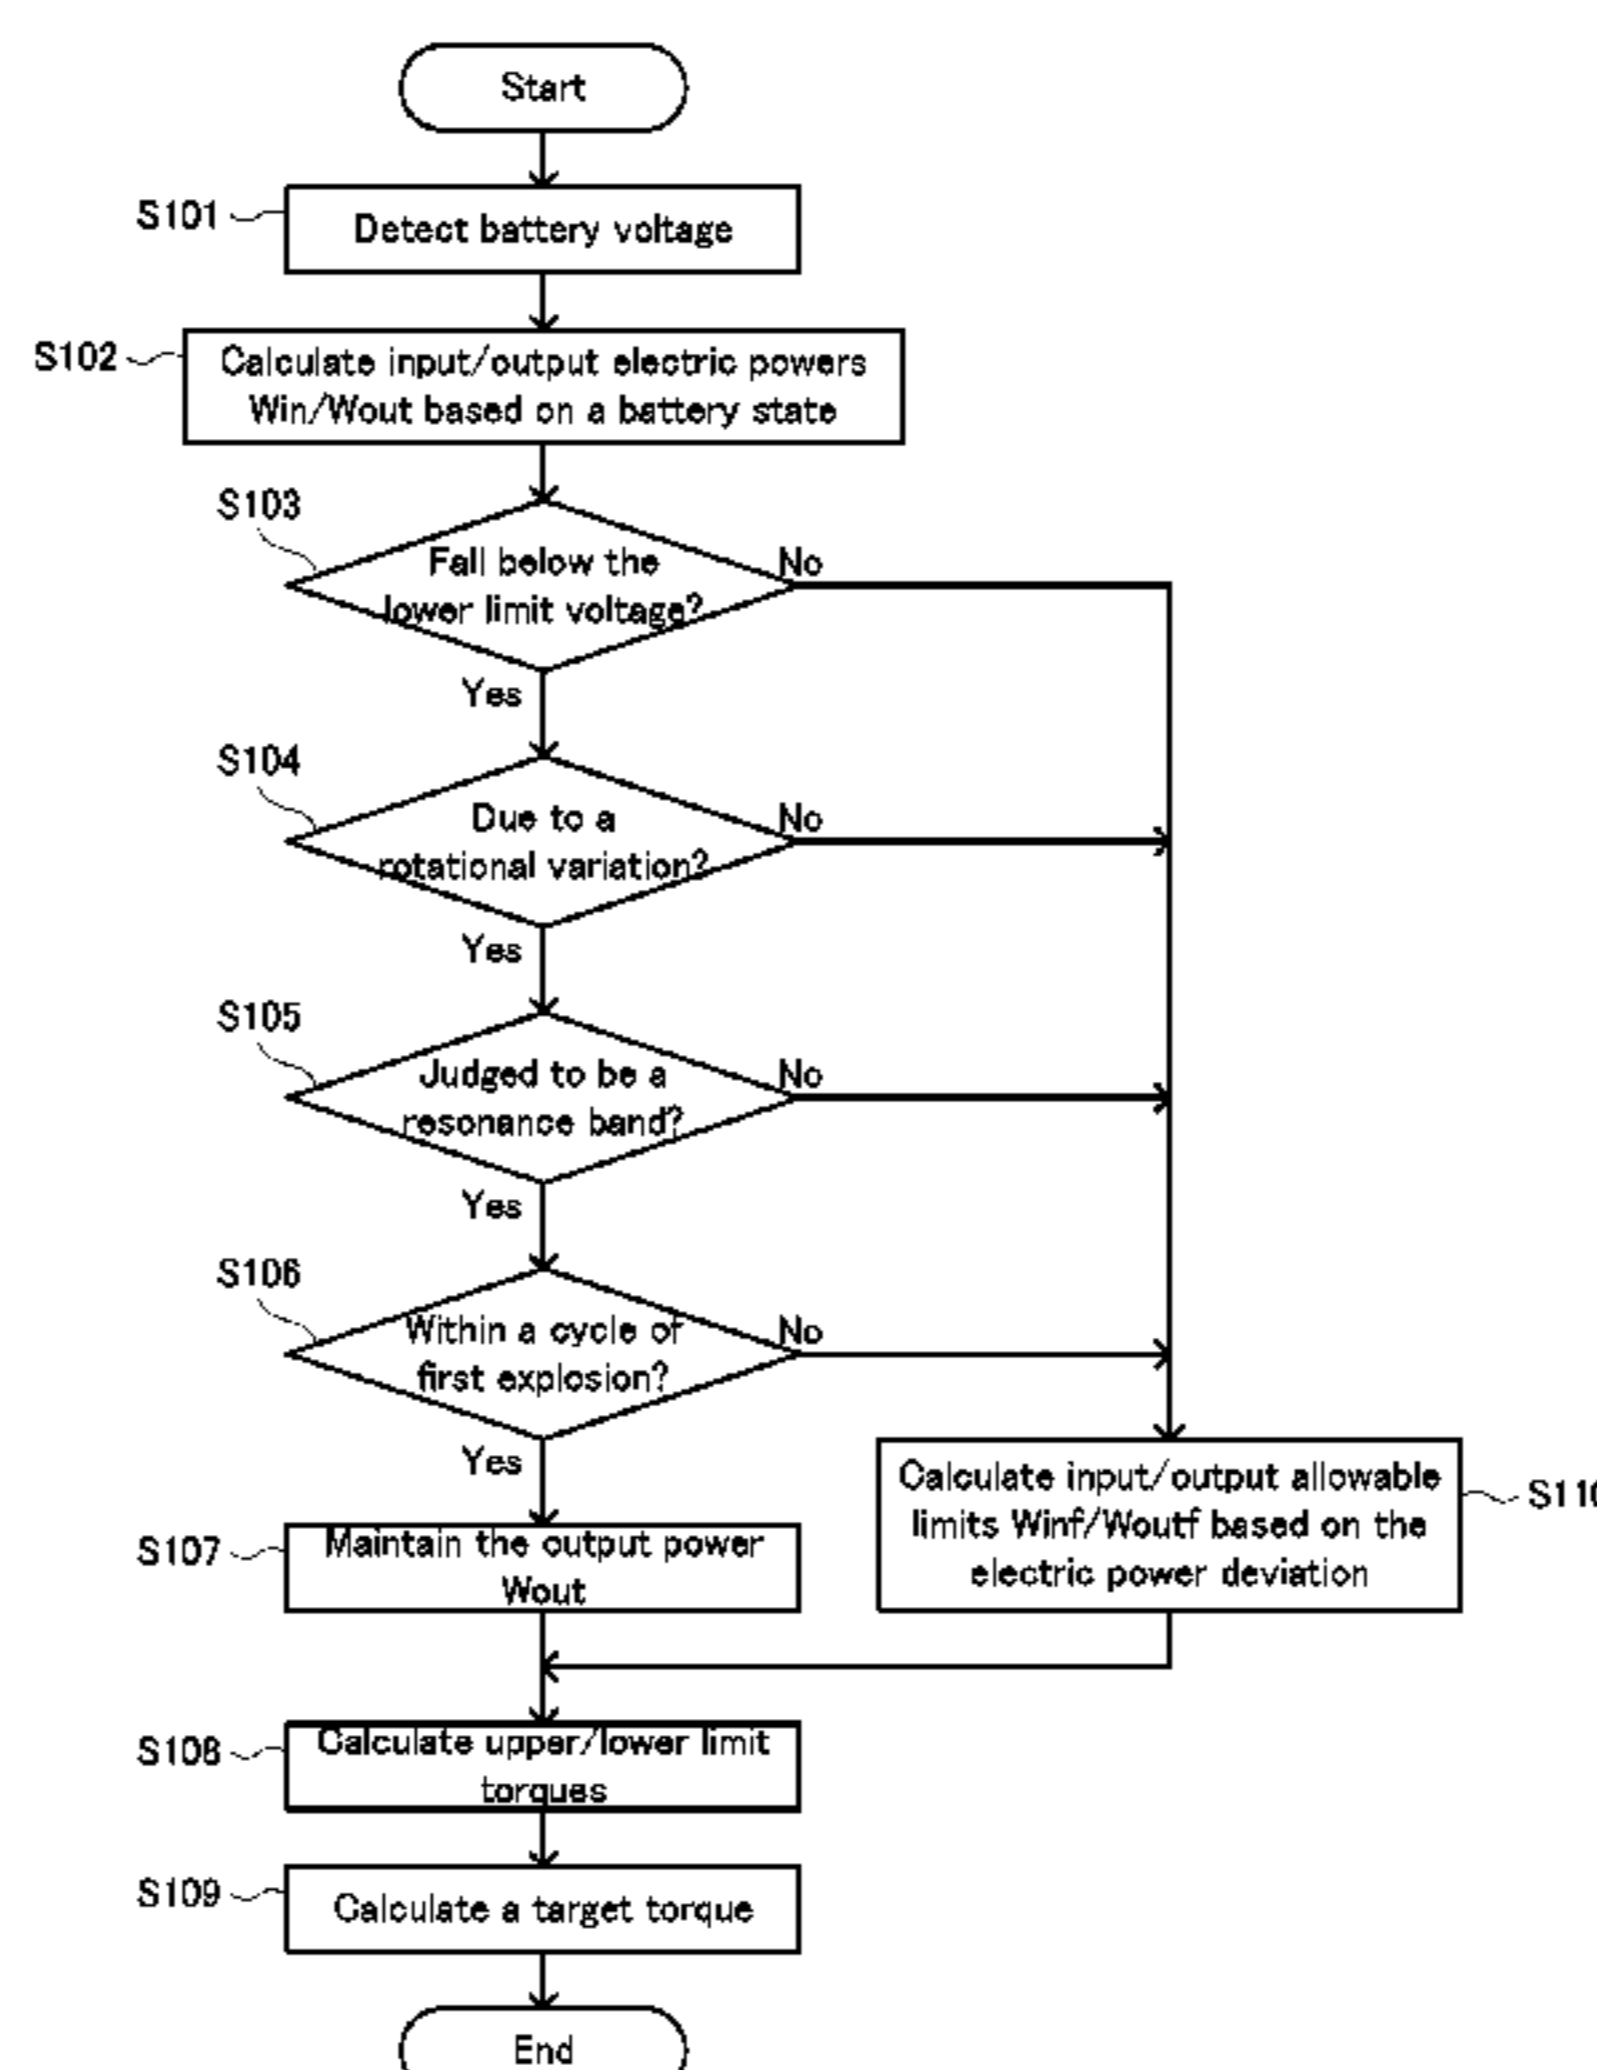 Start
S101
Detect battery voltage
S102
Calculate input/output electric powers
Win/Wout based on a battery state
S103
Fall below the
lower limit voltage?
No
Yes
S104
Due to a
rotational variation?
No
Yes
S105
Judged to be a
resonance band?
No
Yes
S106
Within a cycle of
first explosion?
No
Yes
S107
Maintain the output power
Wout
Calculate input/output allowable
limits Winf/Woutf based on the
electric power deviation
S110
S108
Calculate upper/lower limit
torques
S109
Calculate a target torque
End